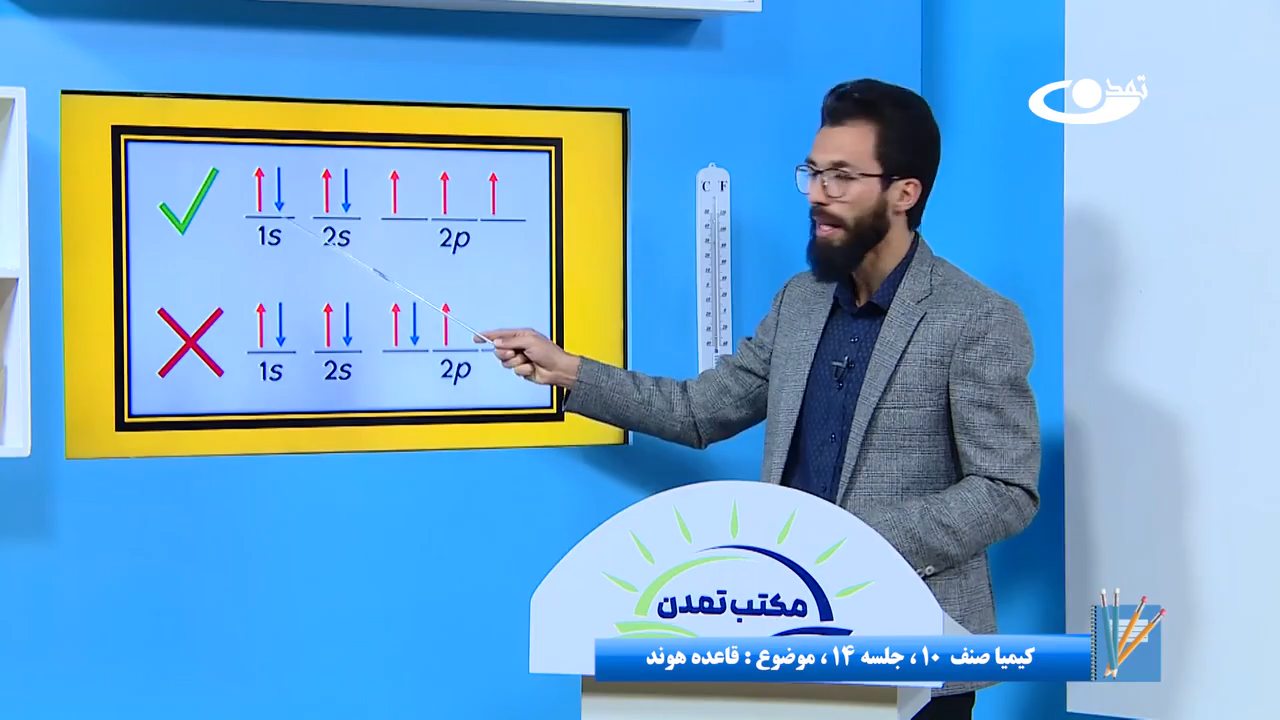 تمدن
C F
1s 2s 2p
1s 2s 2p
مکتب تمدن
کیمیا صنف ۱۰ ، جلسه ۱۴ ، موضوع : قاعده هوند